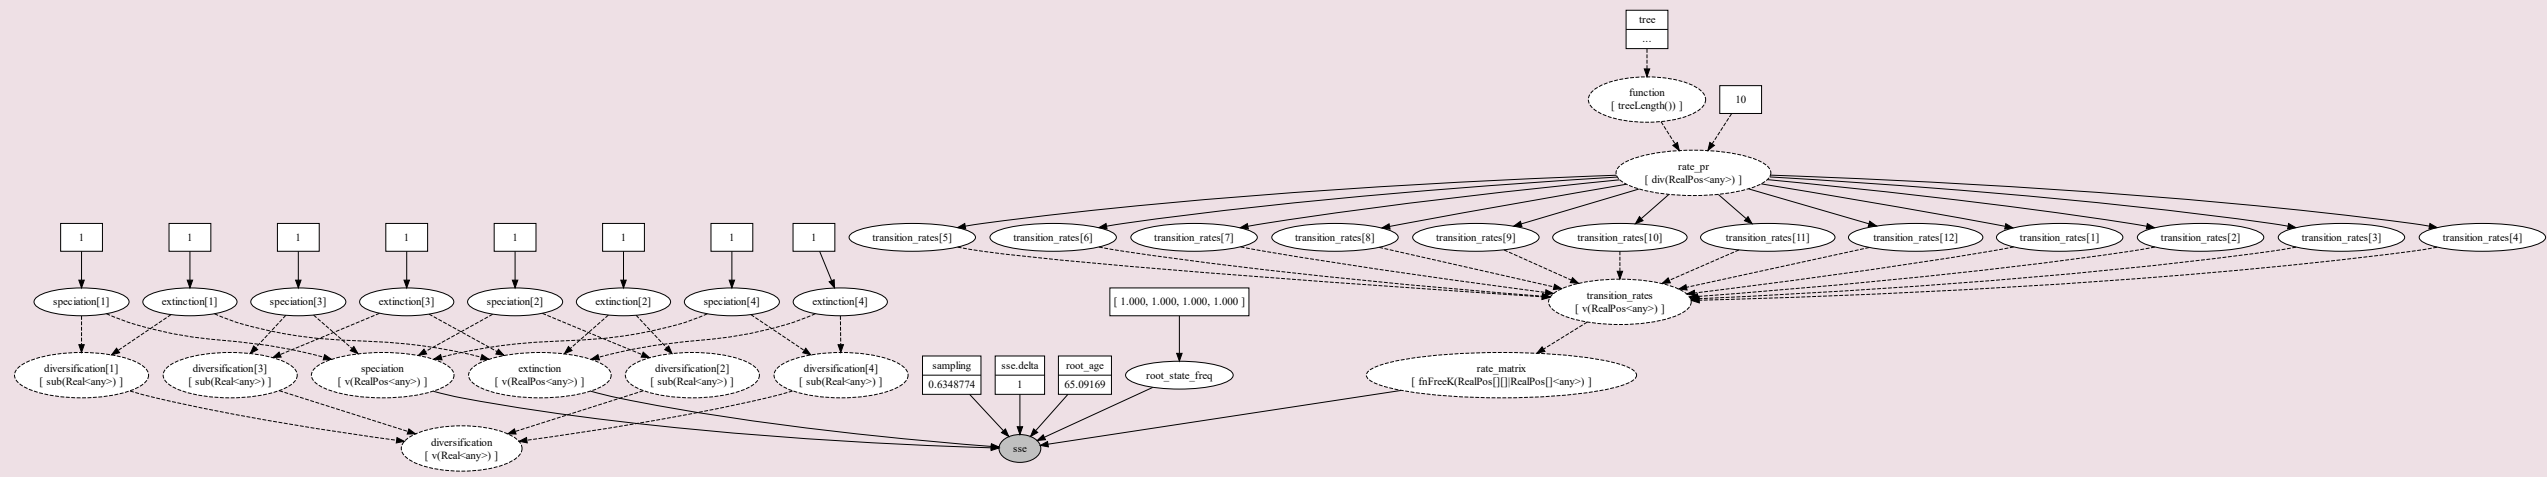 tree
...
function
[ treeLength()) ]
10
rate_pr
[ div(RealPos<any>) ]
1
1
1
1
1
1
1
1
transition_rates[5]
transition_rates[6]
transition_rates[7]
transition_rates[8]
transition_rates[9]
transition_rates[10]
transition_rates[11]
transition_rates[12]
transition_rates[1]
transition_rates[2]
transition_rates[3]
transition_rates[4]
speciation[1]
extinction[1]
speciation[3]
extinction[3]
speciation[2]
extinction[2]
speciation[4]
extinction[4]
[ 1.000, 1.000, 1.000, 1.000 ]
transition_rates
[ v(RealPos<any>) ]
diversification[1]
[ sub(Real<any>) ]
diversification[3]
[ sub(Real<any>) ]
speciation
[ v(RealPos<any>) ]
extinction
[ v(RealPos<any>) ]
diversification[2]
[ sub(Real<any>) ]
diversification[4]
[ sub(Real<any>) ]
sampling
0.6348774
sse.delta
1
root_age
65.09169
root_state_freq
rate_matrix
[ fnFreeK(RealPos[][]|RealPos[]<any>) ]
diversification
[ v(Real<any>) ]
sse